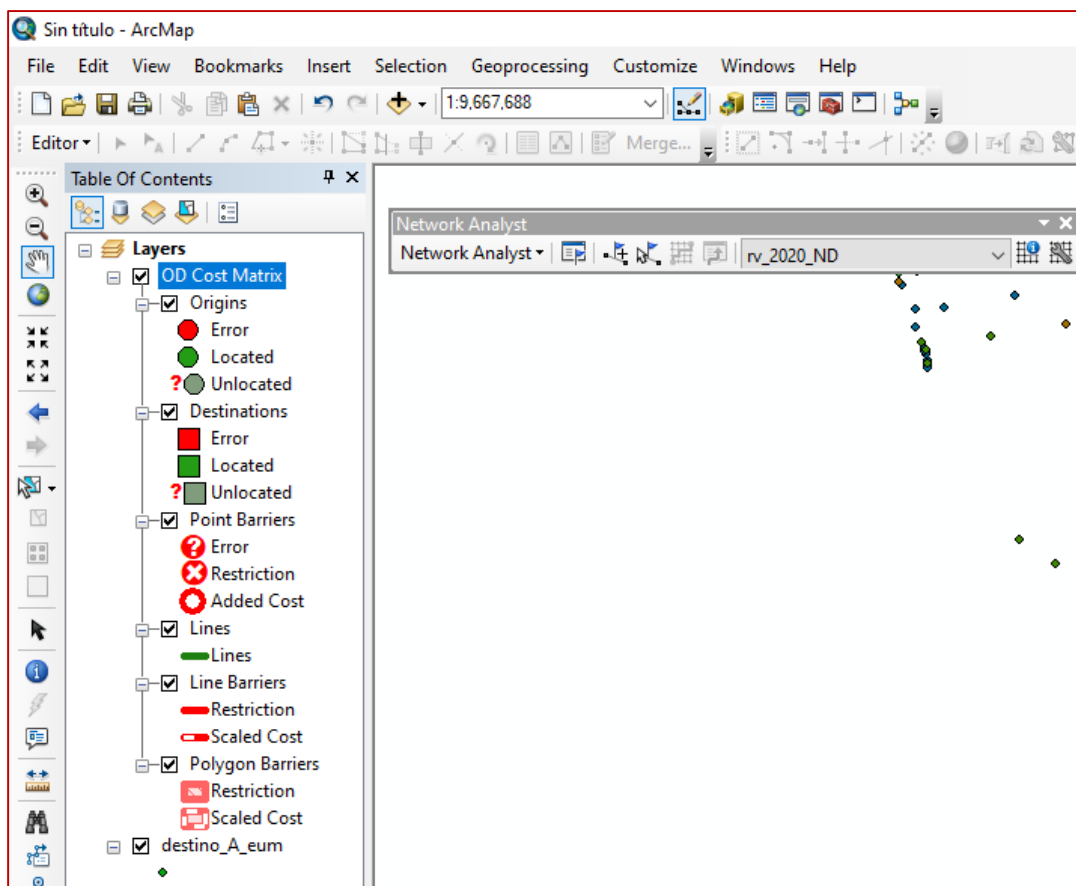 Sin título - ArcMap
File Edit View Bookmarks Insert Selection Geoprocessing Customize Windows Help
1:9,667,688
Editor Merge...
Table Of Contents
Network Analyst
Network Analyst rv_2020_ND
Layers
OD Cost Matrix
Origins
Error
Located
? Unlocated
Destinations
Error
Located
? Unlocated
Point Barriers
Error
Restriction
Added Cost
Lines
Lines
Line Barriers
Restriction
Scaled Cost
Polygon Barriers
Restriction
Scaled Cost
destino_A_eum